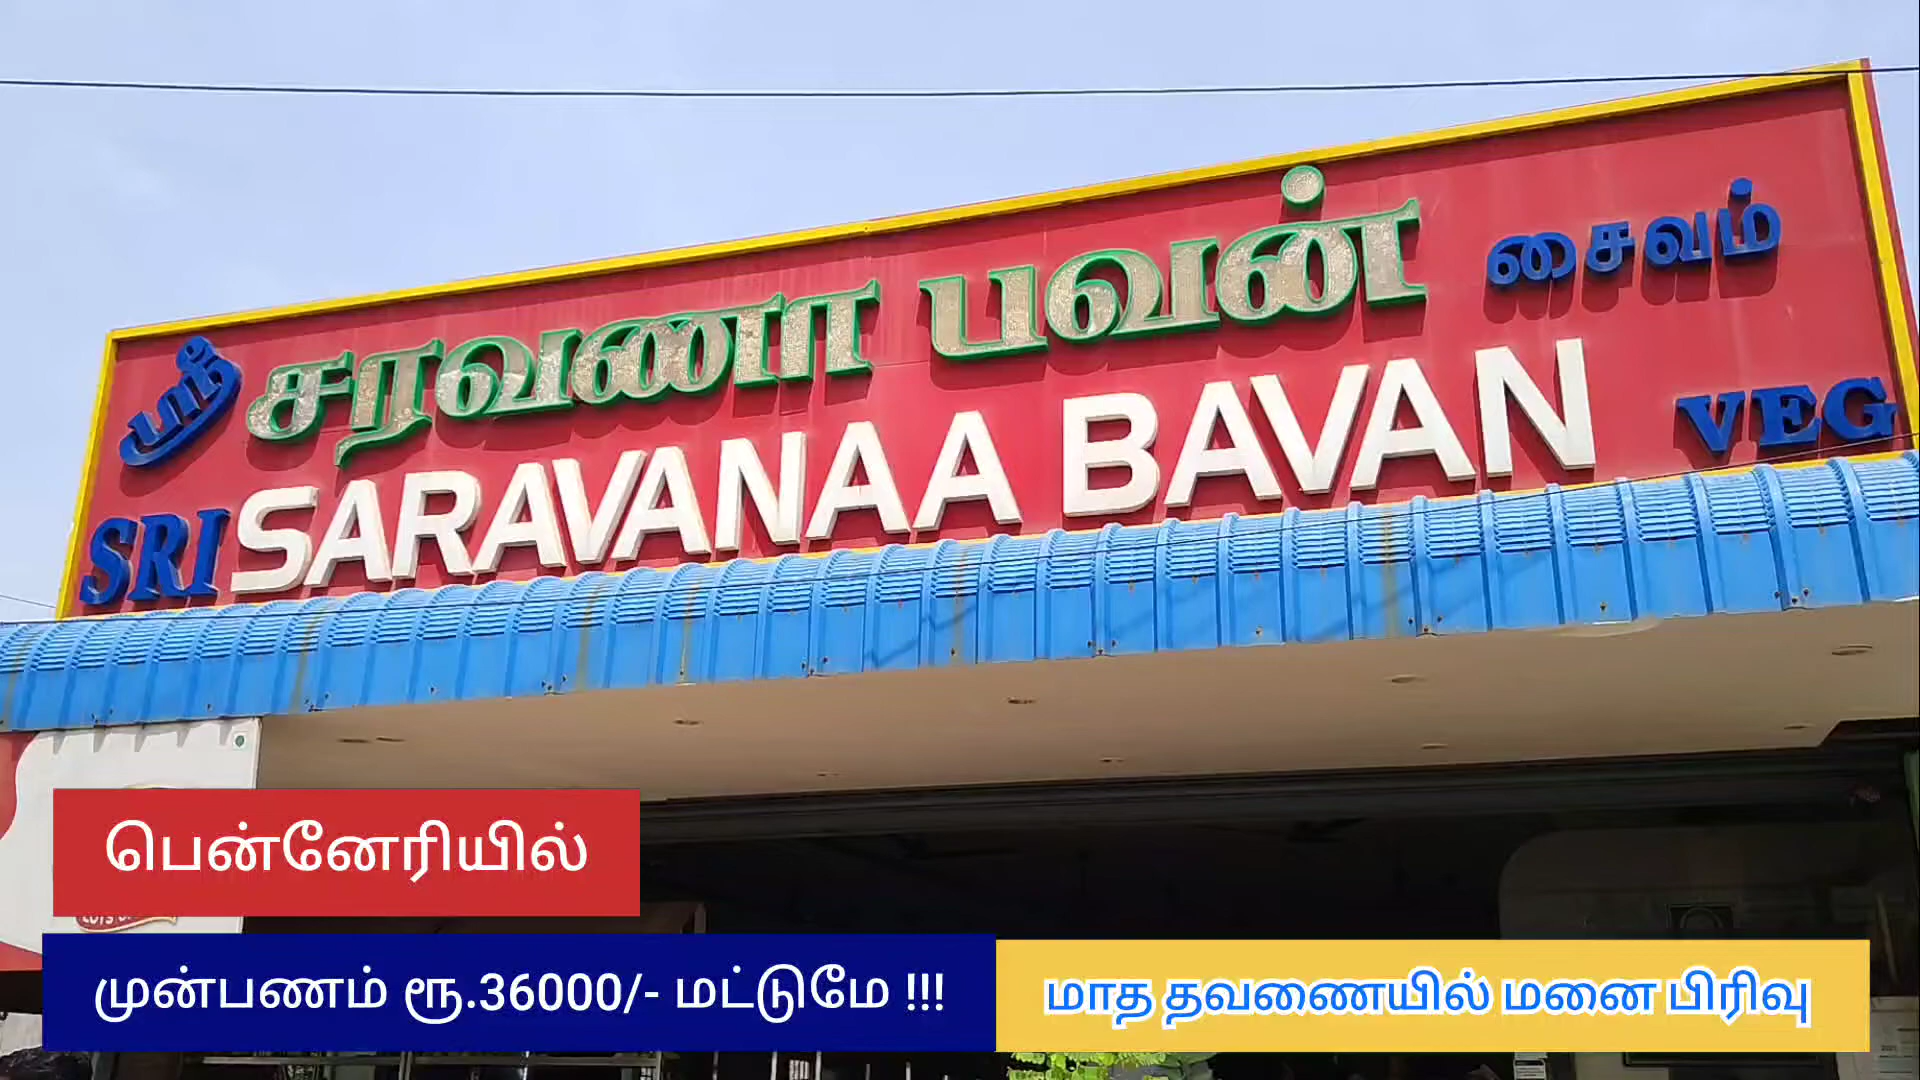 ஸ்ரீ சரவணா பவன் சைவம்
SRI SARAVANAA BAVAN VEG
பென்னேரியில்
முன்பணம் ரூ.36000/- மட்டுமே !!!
மாத தவணையில் மனை பிரிவு